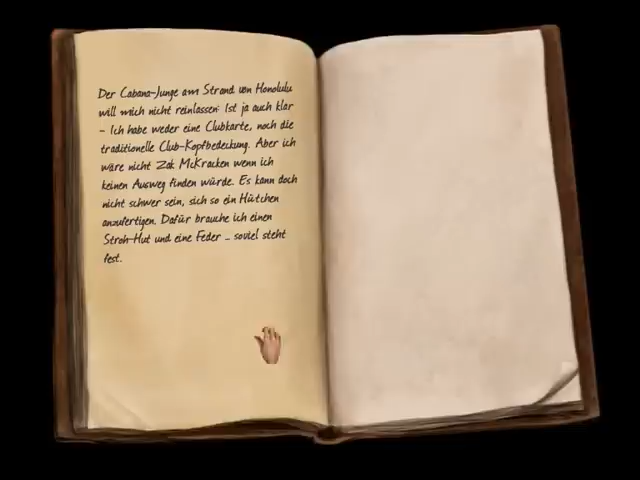 Der Cabana-Junge am Strand von Honolulu
will mich nicht reinlassen: Ist ja auch klar
- Ich habe weder eine Clubkarte, noch die
traditionelle Club-Kopfbedeckung. Aber ich
wäre nicht Zak McKracken wenn ich
keinen Ausweg finden würde. Es kann doch
nicht schwer sein, sich so ein Hütchen
anzufertigen. Dafür brauche ich einen
Stroh-Hut und eine Feder ... soviel steht
fest.